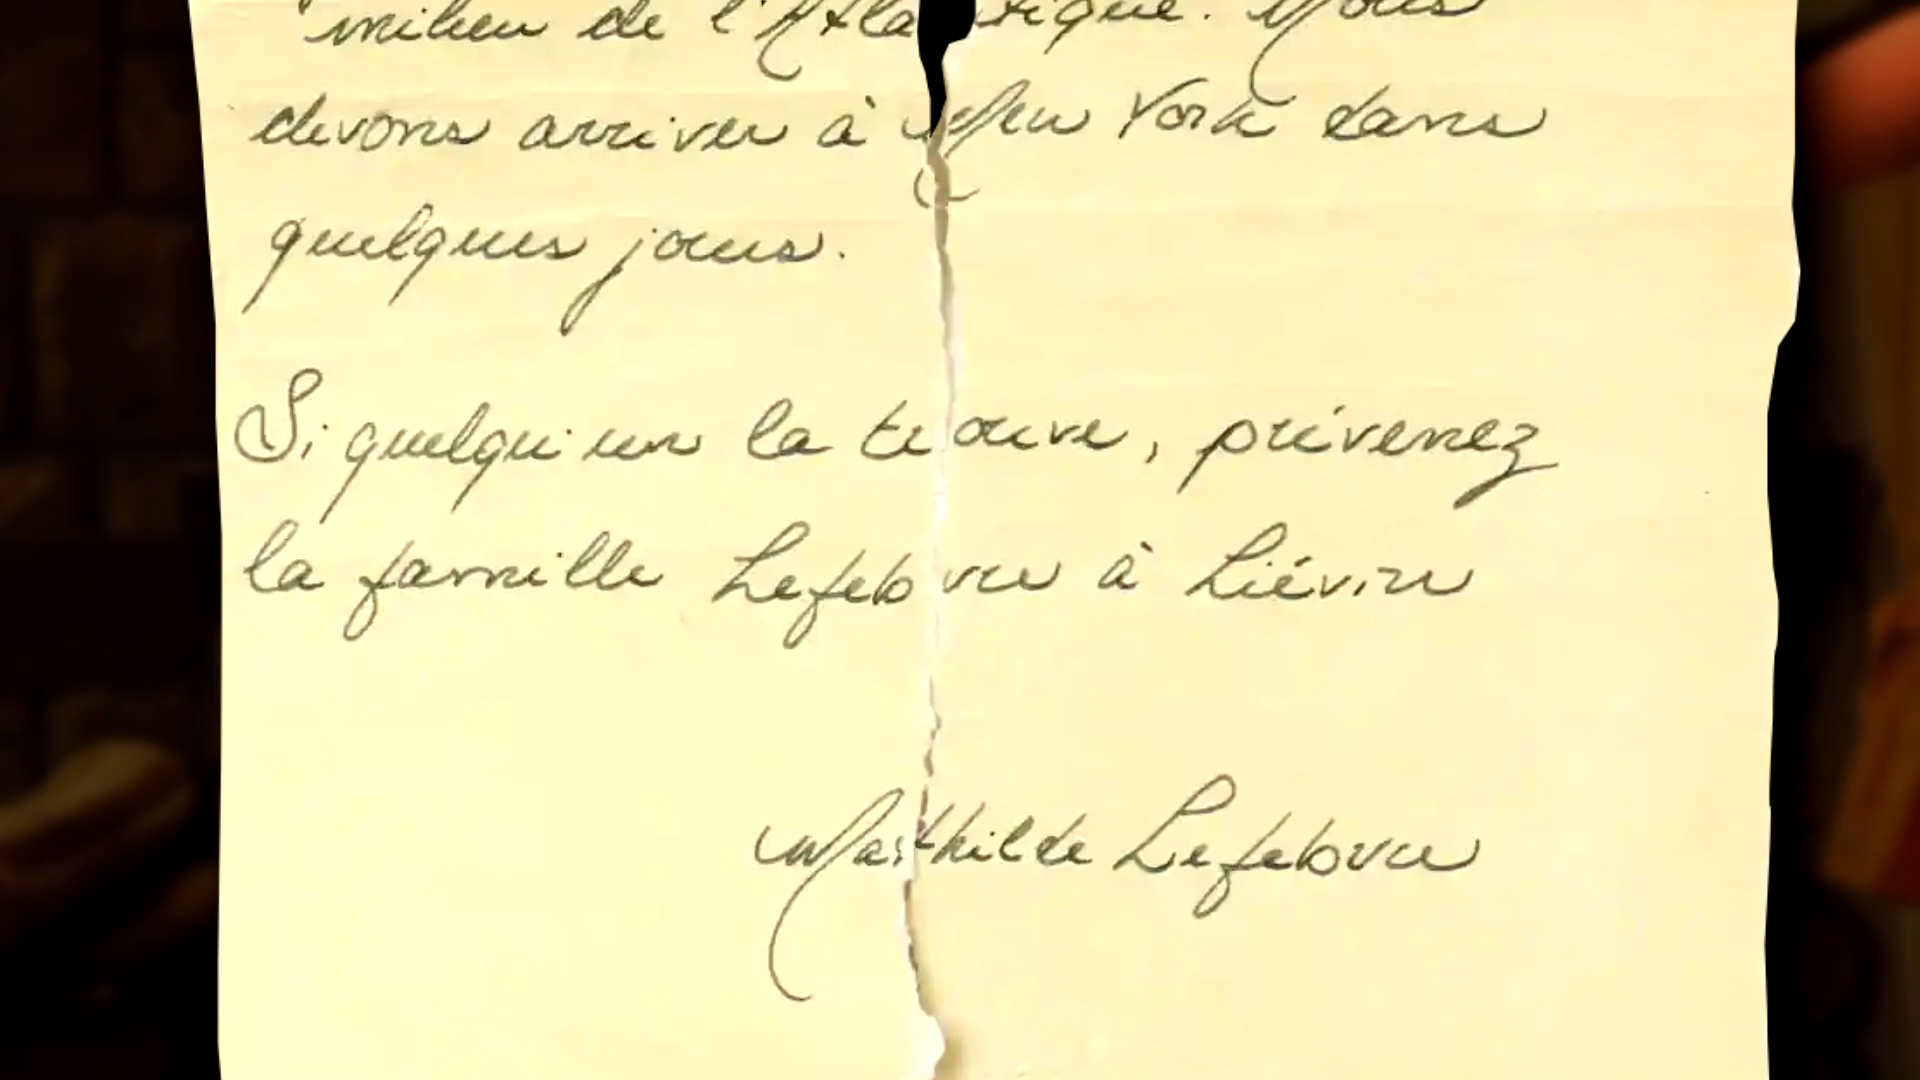 milieu de l'Atlantique. Nous
devons arriver à New York dans
quelques jours.
Si quelqu'un la trouve, prévenez
la famille Lefebvre à Liévin
Mathilde Lefebvre